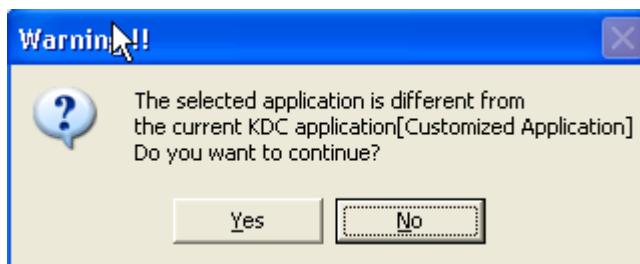 Warning!!
The selected application is different from
the current KDC application[Customized Application]
Do you want to continue?
Yes No